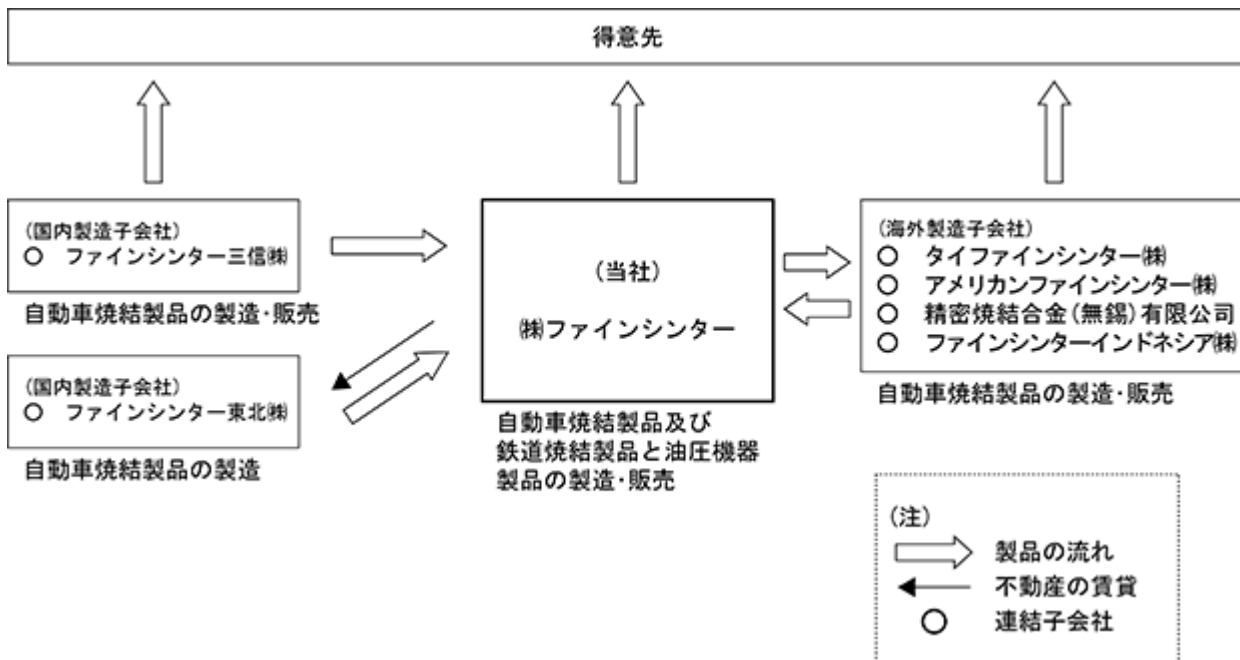 得意先
(国内製造子会社)
○ ファインシンター三信㈱
自動車焼結製品の製造・販売
(国内製造子会社)
○ ファインシンター東北㈱
自動車焼結製品の製造
(当社)
㈱ファインシンター
自動車焼結製品及び
鉄道焼結製品と油圧機器
製品の製造・販売
(海外製造子会社)
○ タイファインシンター㈱
○ アメリカンファインシンター㈱
○ 精密焼結合金(無錫)有限公司
○ ファインシンターインドネシア㈱
自動車焼結製品の製造・販売
(注)
製品の流れ
不動産の賃貸
○ 連結子会社